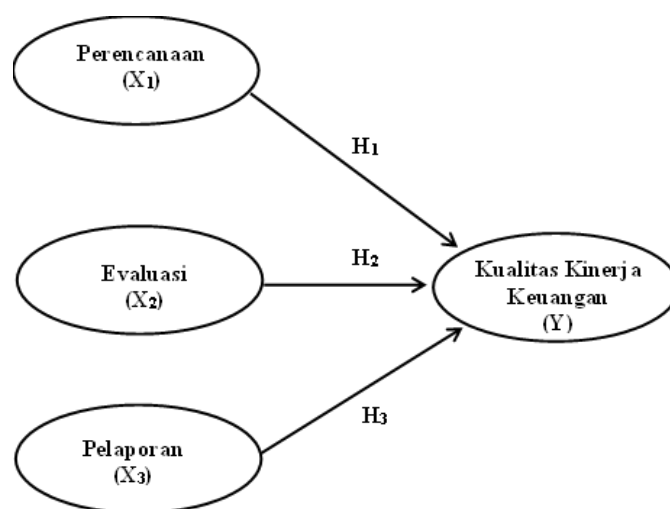 Perencanaan
(X1)
H1
Evaluasi
(X2)
H2
Kualitas Kinerja
Keuangan
(Y)
H3
Pelaporan
(X3)